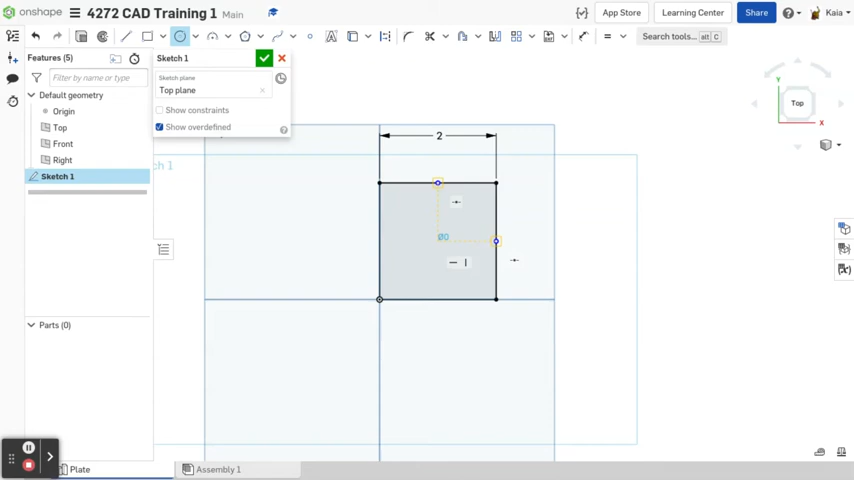 onshape 4272 CAD Training 1 Main App Store Learning Center Share Kaia
Search tools... alt C
Features (5)
Filter by name or type
Default geometry
Origin
Top
Front
Right
Sketch 1
Parts (0)
Sketch 1
Sketch plane
Top plane
Show constraints
Show overdefined
ch 1
2
Ø0
Y
Top
X
(x)
Plate Assembly 1